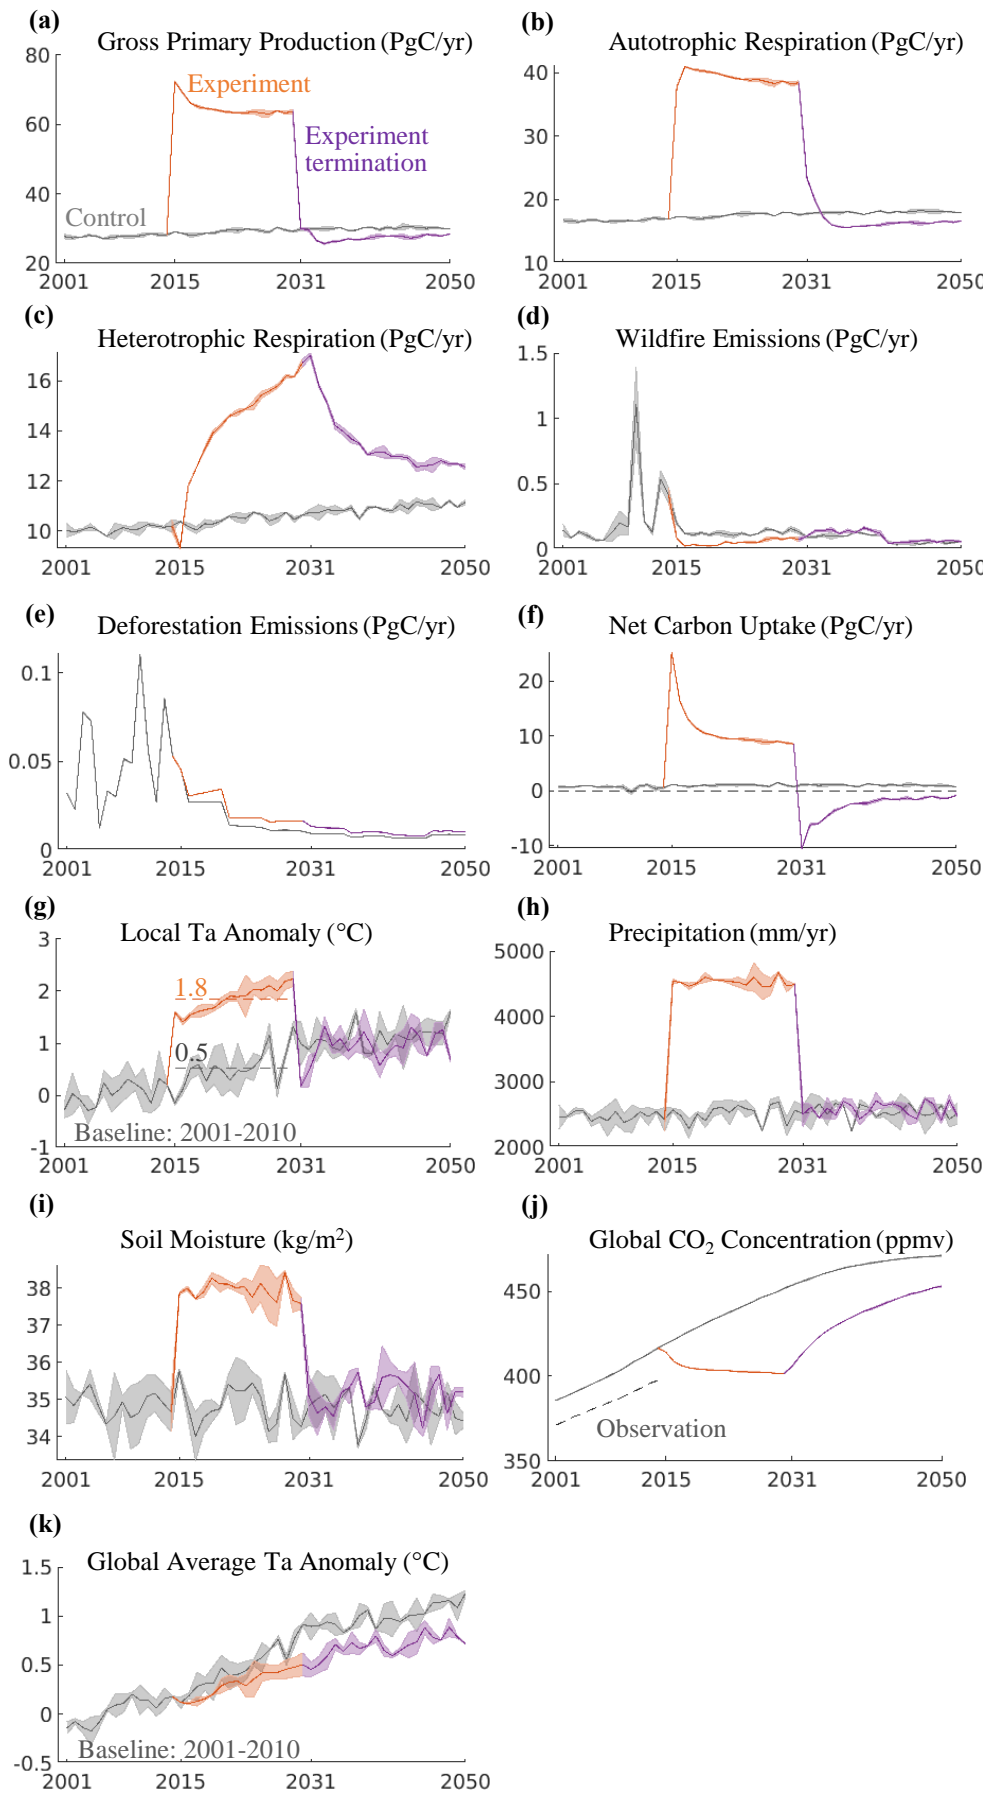 (a)
Gross Primary Production (PgC/yr)
80
60
40
20
Experiment
Experiment
termination
Control
2001 2015 2031 2050
(b)
Autotrophic Respiration (PgC/yr)
40
30
20
10
2001 2015 2031 2050
(c)
Heterotrophic Respiration (PgC/yr)
16
14
12
10
2001 2015 2031 2050
(d)
Wildfire Emissions (PgC/yr)
1.5
1
0.5
0
2001 2015 2031 2050
(e)
Deforestation Emissions (PgC/yr)
0.1
0.05
0
2001 2015 2031 2050
(f)
Net Carbon Uptake (PgC/yr)
20
10
0
-10
2001 2015 2031 2050
(g)
Local Ta Anomaly (°C)
3
2
1
0
-1
1.8
0.5
Baseline: 2001-2010
2001 2015 2031 2050
(h)
Precipitation (mm/yr)
5000
4000
3000
2000
2001 2015 2031 2050
(i)
Soil Moisture (kg/m²)
38
37
36
35
34
2001 2015 2031 2050
(j)
Global CO₂ Concentration (ppmv)
450
400
350
Observation
2001 2015 2031 2050
(k)
Global Average Ta Anomaly (°C)
1.5
1
0.5
0
-0.5
Baseline: 2001-2010
2001 2015 2031 2050